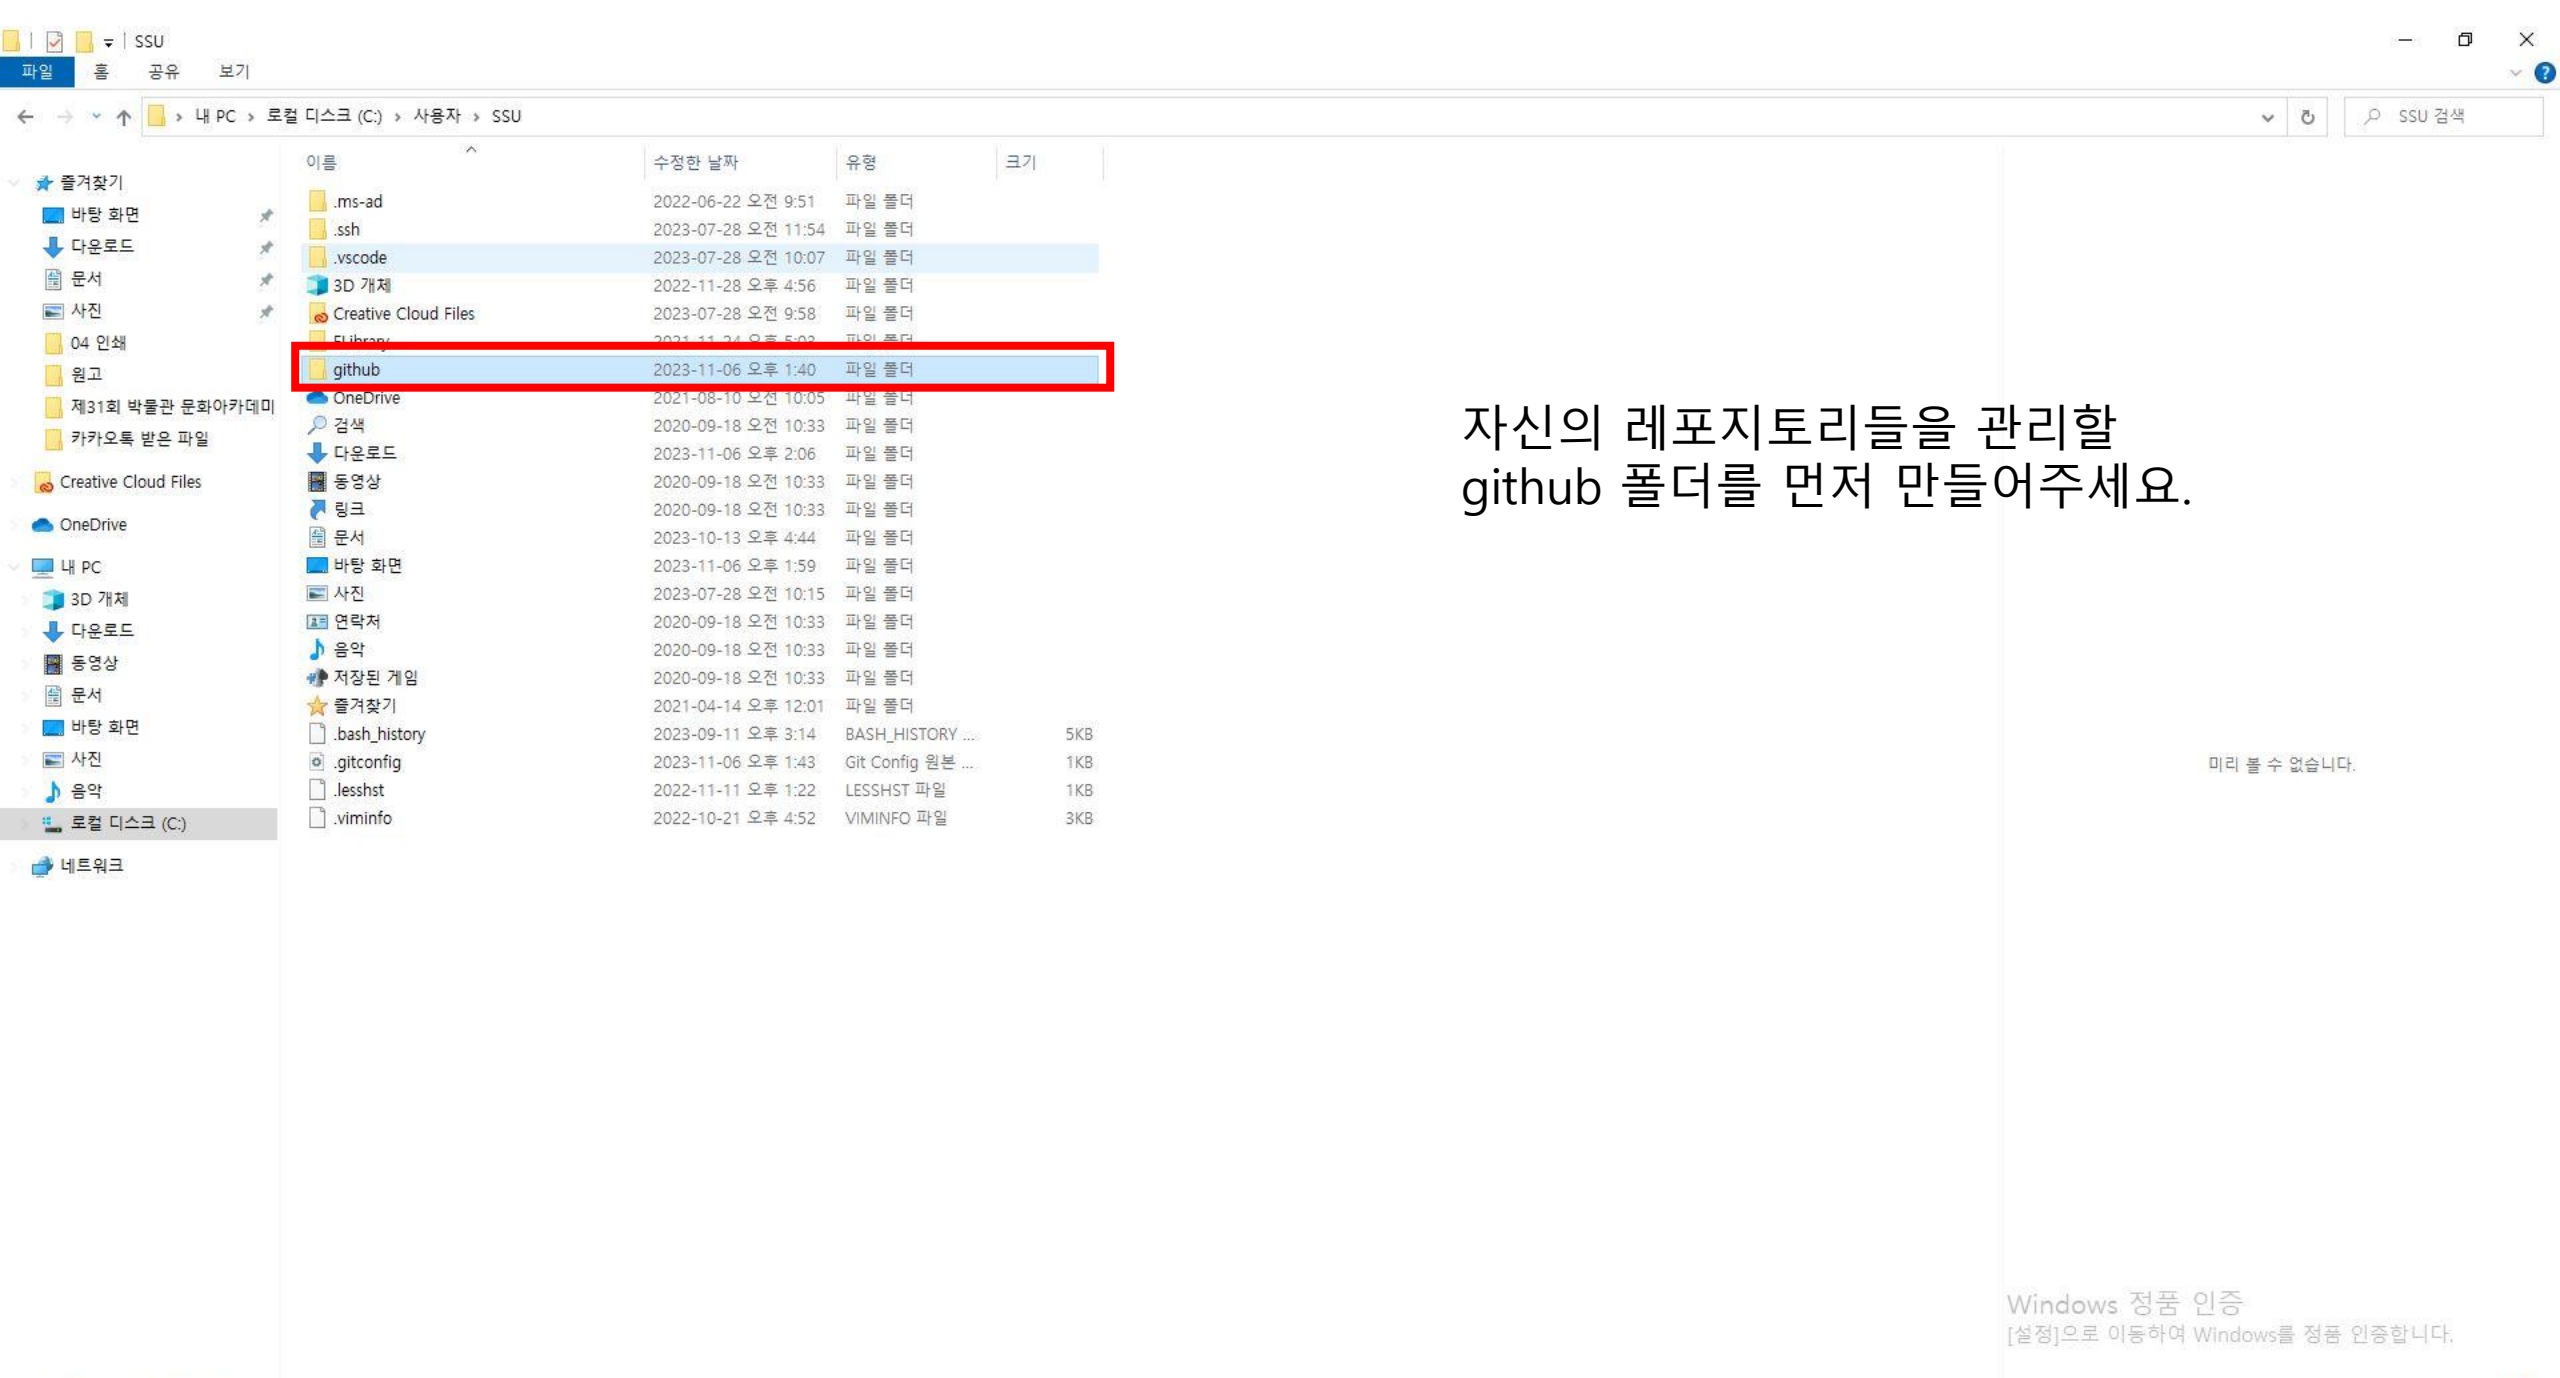 SSU
파일 홈 공유 보기
내 PC › 로컬 디스크 (C:) › 사용자 › SSU
SSU 검색
이름 수정한 날짜 유형 크기
즐겨찾기
바탕 화면
다운로드
문서
사진
04 인쇄
원고
제31회 박물관 문화아카데미
카카오톡 받은 파일
Creative Cloud Files
OneDrive
내 PC
3D 개체
다운로드
동영상
문서
바탕 화면
사진
음악
로컬 디스크 (C:)
네트워크
.ms-ad 2022-06-22 오전 9:51 파일 폴더
.ssh 2023-07-28 오전 11:54 파일 폴더
.vscode 2023-07-28 오전 10:07 파일 폴더
3D 개체 2022-11-28 오후 4:56 파일 폴더
Creative Cloud Files 2023-07-28 오전 9:58 파일 폴더
2021-11-24 오후 5:03 파일 폴더
github 2023-11-06 오후 1:40 파일 폴더
OneDrive 2021-08-10 오전 10:05 파일 폴더
검색 2020-09-18 오전 10:33 파일 폴더
다운로드 2023-11-06 오후 2:06 파일 폴더
동영상 2020-09-18 오전 10:33 파일 폴더
링크 2020-09-18 오전 10:33 파일 폴더
문서 2023-10-13 오후 4:44 파일 폴더
바탕 화면 2023-11-06 오후 1:59 파일 폴더
사진 2023-07-28 오전 10:15 파일 폴더
연락처 2020-09-18 오전 10:33 파일 폴더
음악 2020-09-18 오전 10:33 파일 폴더
저장된 게임 2020-09-18 오전 10:33 파일 폴더
즐겨찾기 2021-04-14 오후 12:01 파일 폴더
.bash_history 2023-09-11 오후 3:14 BASH_HISTORY ... 5KB
.gitconfig 2023-11-06 오후 1:43 Git Config 원본 ... 1KB
.lesshst 2022-11-11 오후 1:22 LESSHST 파일 1KB
.viminfo 2022-10-21 오후 4:52 VIMINFO 파일 3KB
자신의 레포지토리들을 관리할
github 폴더를 먼저 만들어주세요.
미리 볼 수 없습니다.
Windows 정품 인증
[설정]으로 이동하여 Windows를 정품 인증합니다.